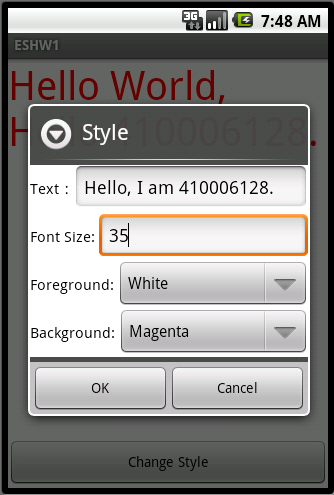 3G 7:48 AM
ESHW1
Hello World,
H 410006128.
Style
Text : Hello, I am 410006128.
Font Size: 35
Foreground: White
Background: Magenta
OK Cancel
Change Style